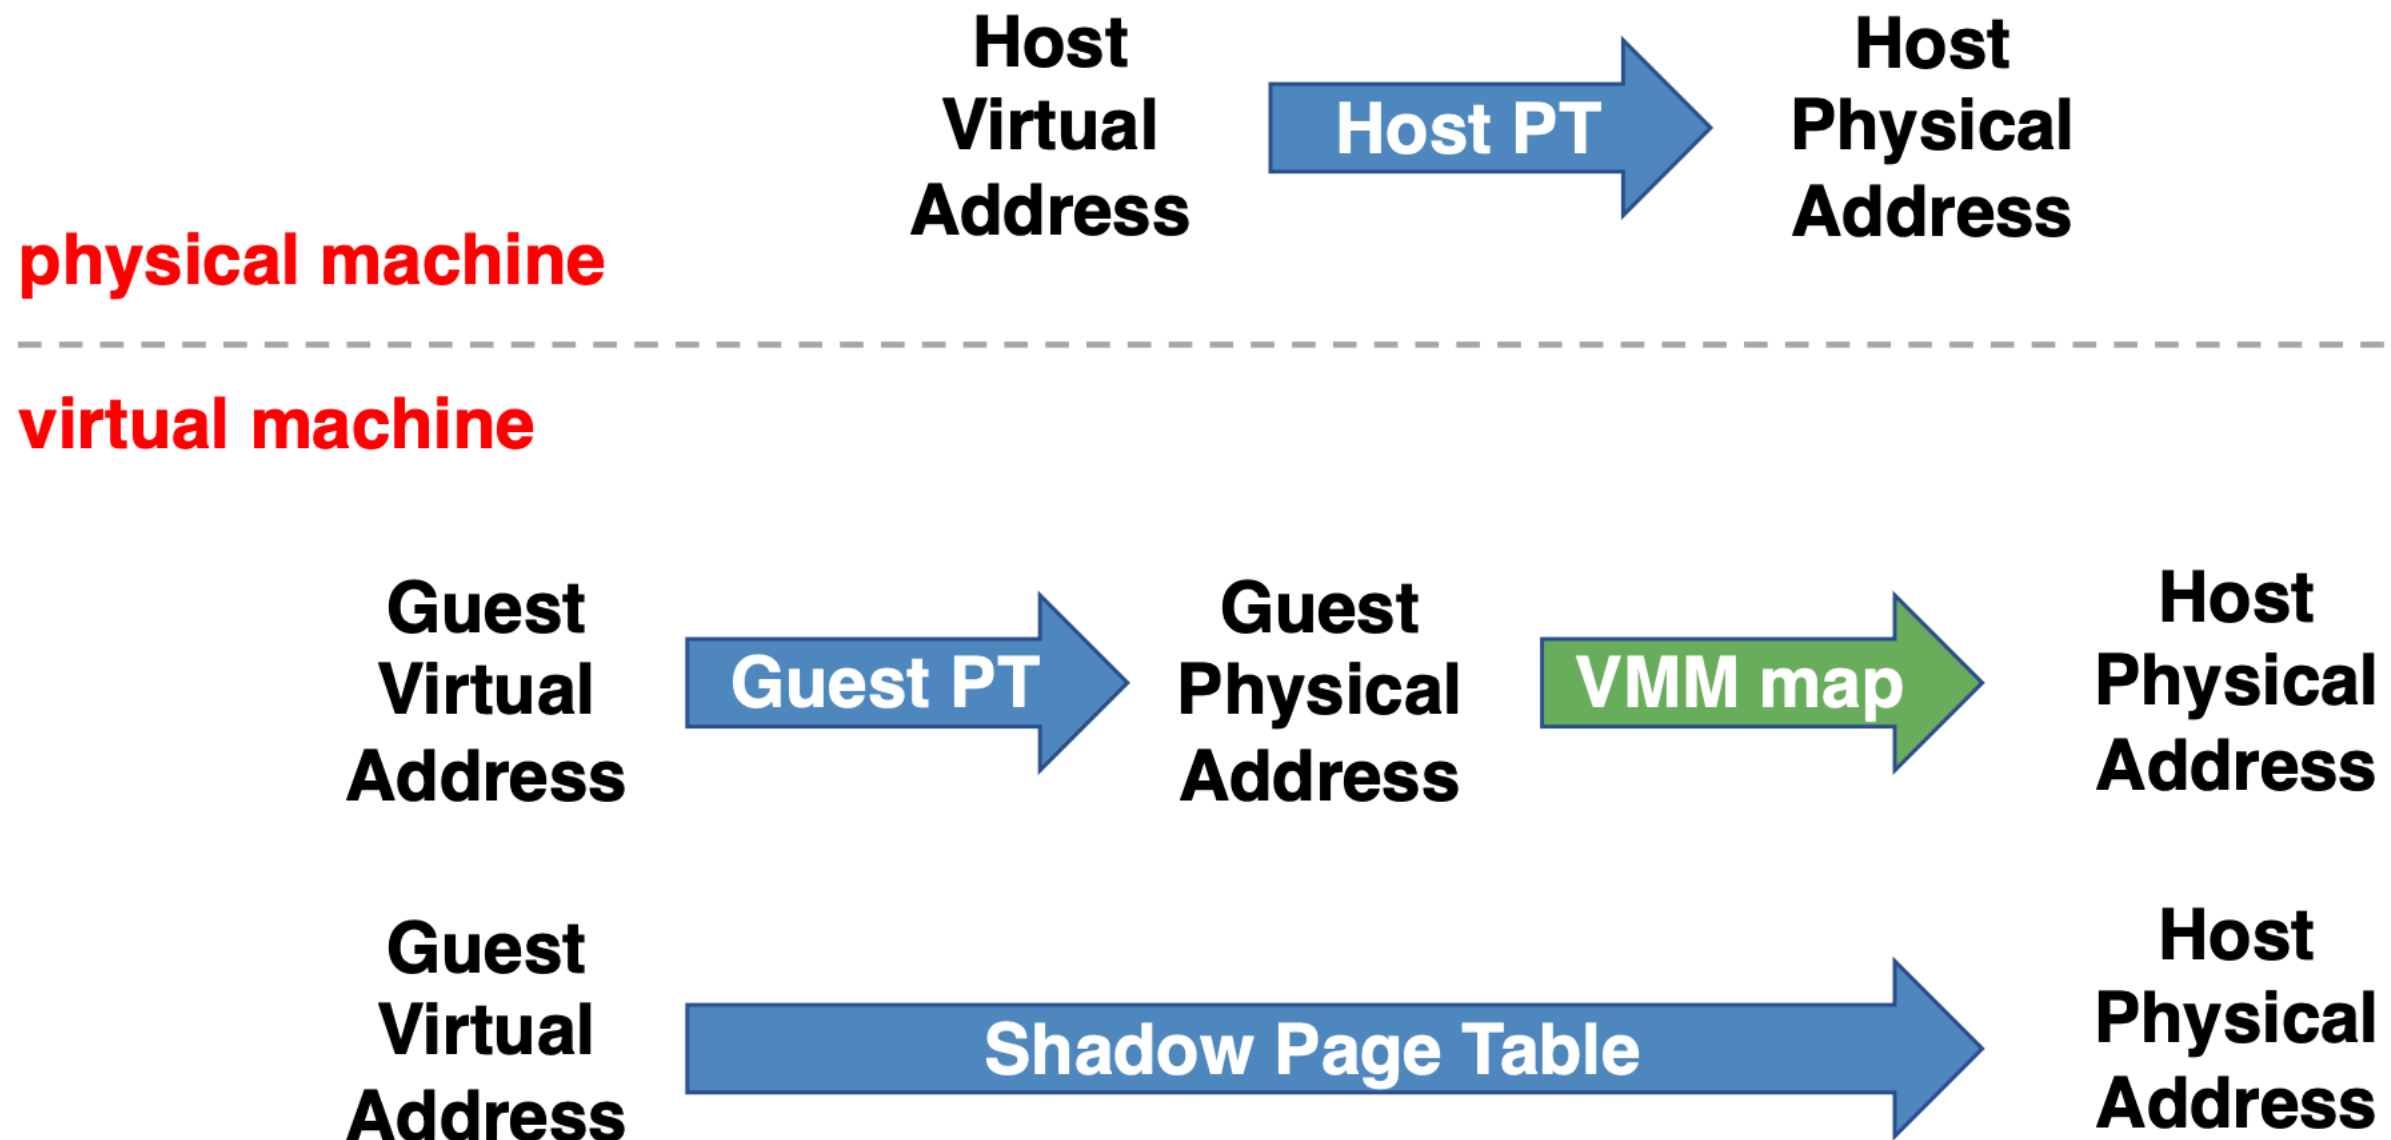 Host
Virtual
Address
Host PT
Host
Physical
Address
physical machine
virtual machine
Guest
Virtual
Address
Guest PT
Guest
Physical
Address
VMM map
Host
Physical
Address
Guest
Virtual
Address
Shadow Page Table
Host
Physical
Address